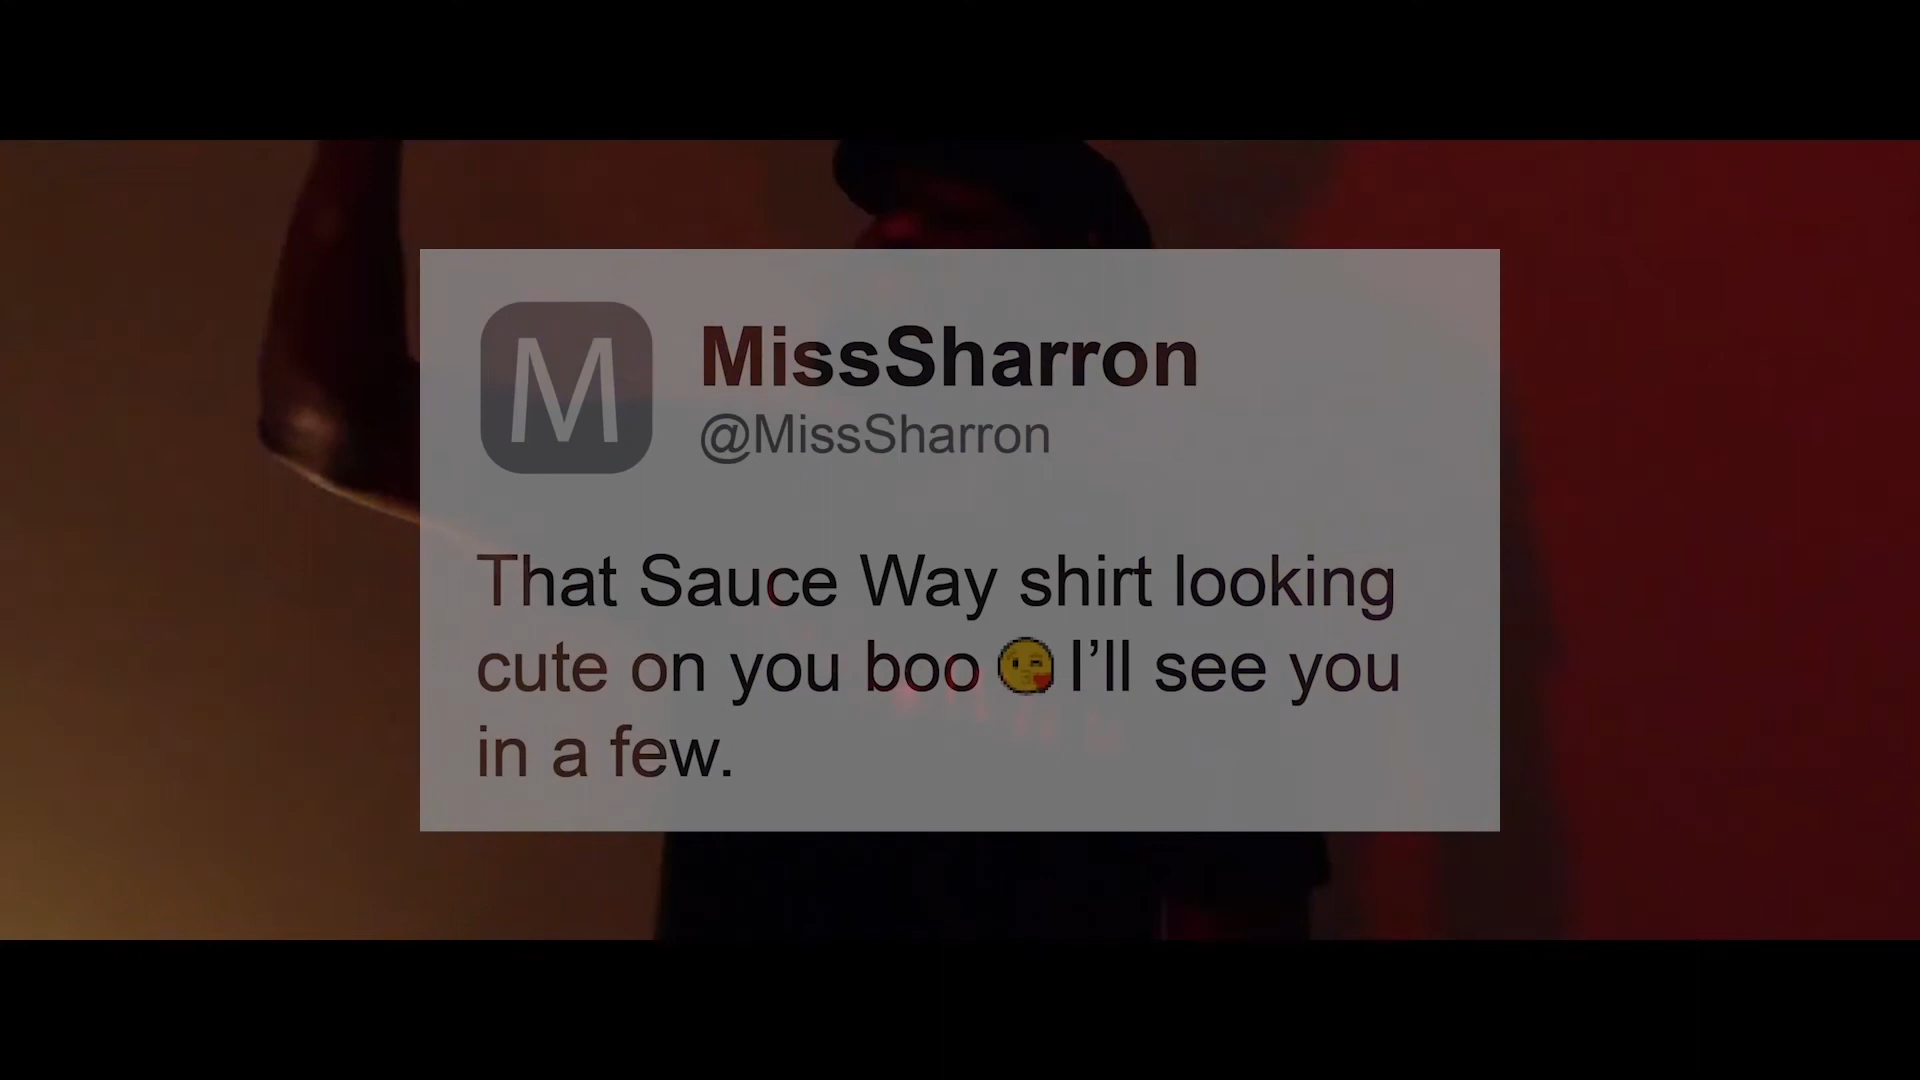 M
MissSharron
@MissSharron
That Sauce Way shirt looking
cute on you boo 😘 I’ll see you
in a few.